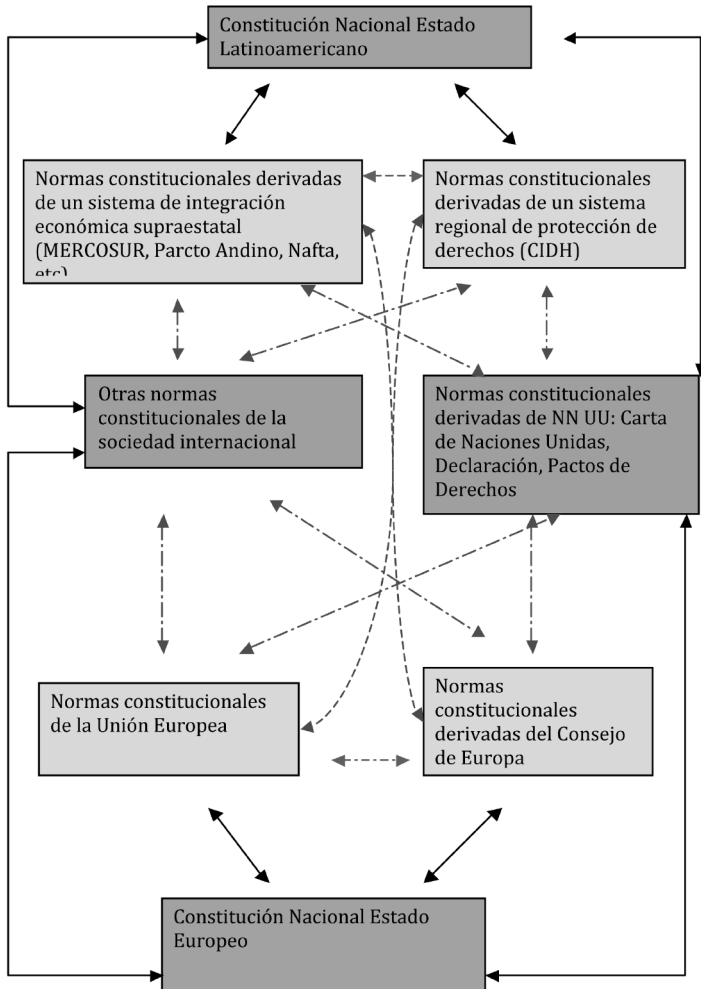 Constitución Nacional Estado
Latinoamericano
Normas constitucionales derivadas
de un sistema de integración
económica supraestatal
(MERCOSUR, Parcto Andino, Nafta,
etc)
Normas constitucionales
derivadas de un sistema
regional de protección de
derechos (CIDH)
Otras normas
constitucionales de la
sociedad internacional
Normas constitucionales
derivadas de NN UU: Carta
de Naciones Unidas,
Declaración, Pactos de
Derechos
Normas constitucionales
de la Unión Europea
Normas
constitucionales
derivadas del Consejo
de Europa
Constitución Nacional Estado
Europeo